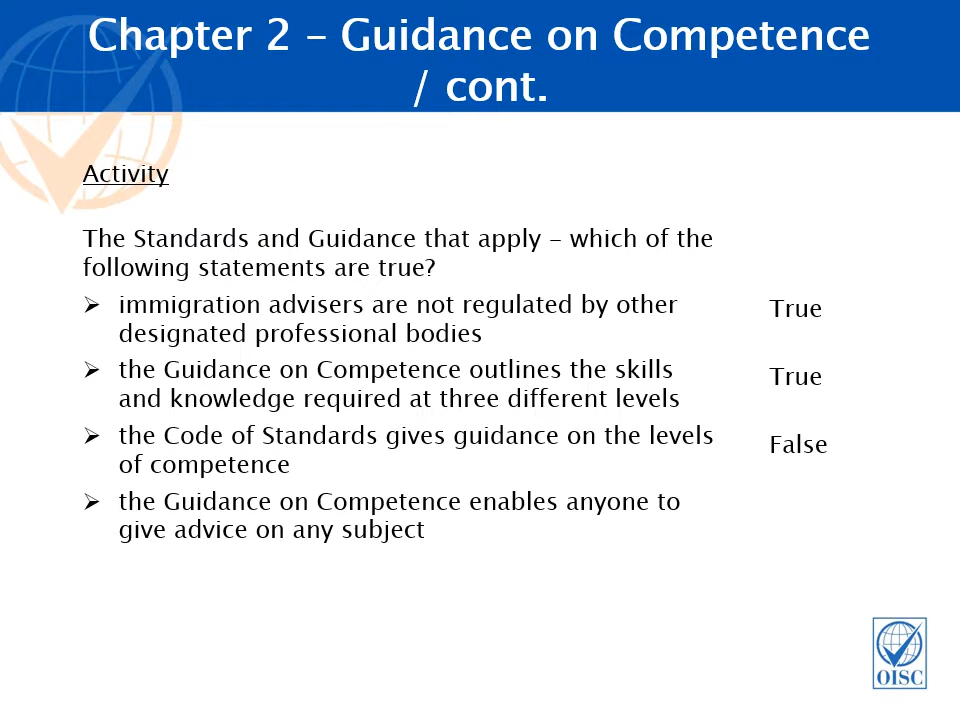 Chapter 2 – Guidance on Competence
/ cont.
Activity
The Standards and Guidance that apply – which of the
following statements are true?
➢ immigration advisers are not regulated by other
designated professional bodies
True
➢ the Guidance on Competence outlines the skills
and knowledge required at three different levels
True
➢ the Code of Standards gives guidance on the levels
of competence
False
➢ the Guidance on Competence enables anyone to
give advice on any subject
OISC